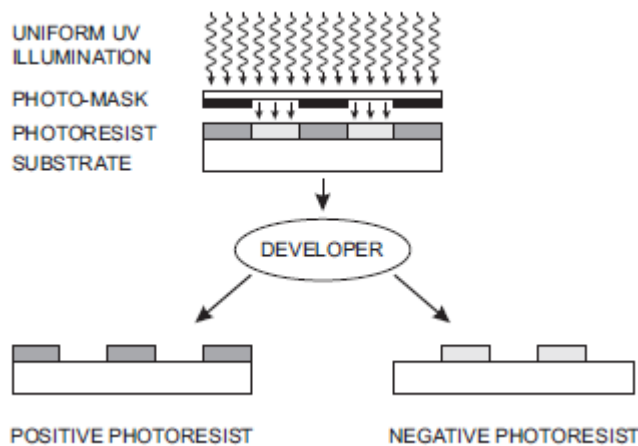 UNIFORM UV
ILLUMINATION
PHOTO-MASK
PHOTORESIST
SUBSTRATE
DEVELOPER
POSITIVE PHOTORESIST
NEGATIVE PHOTORESIST